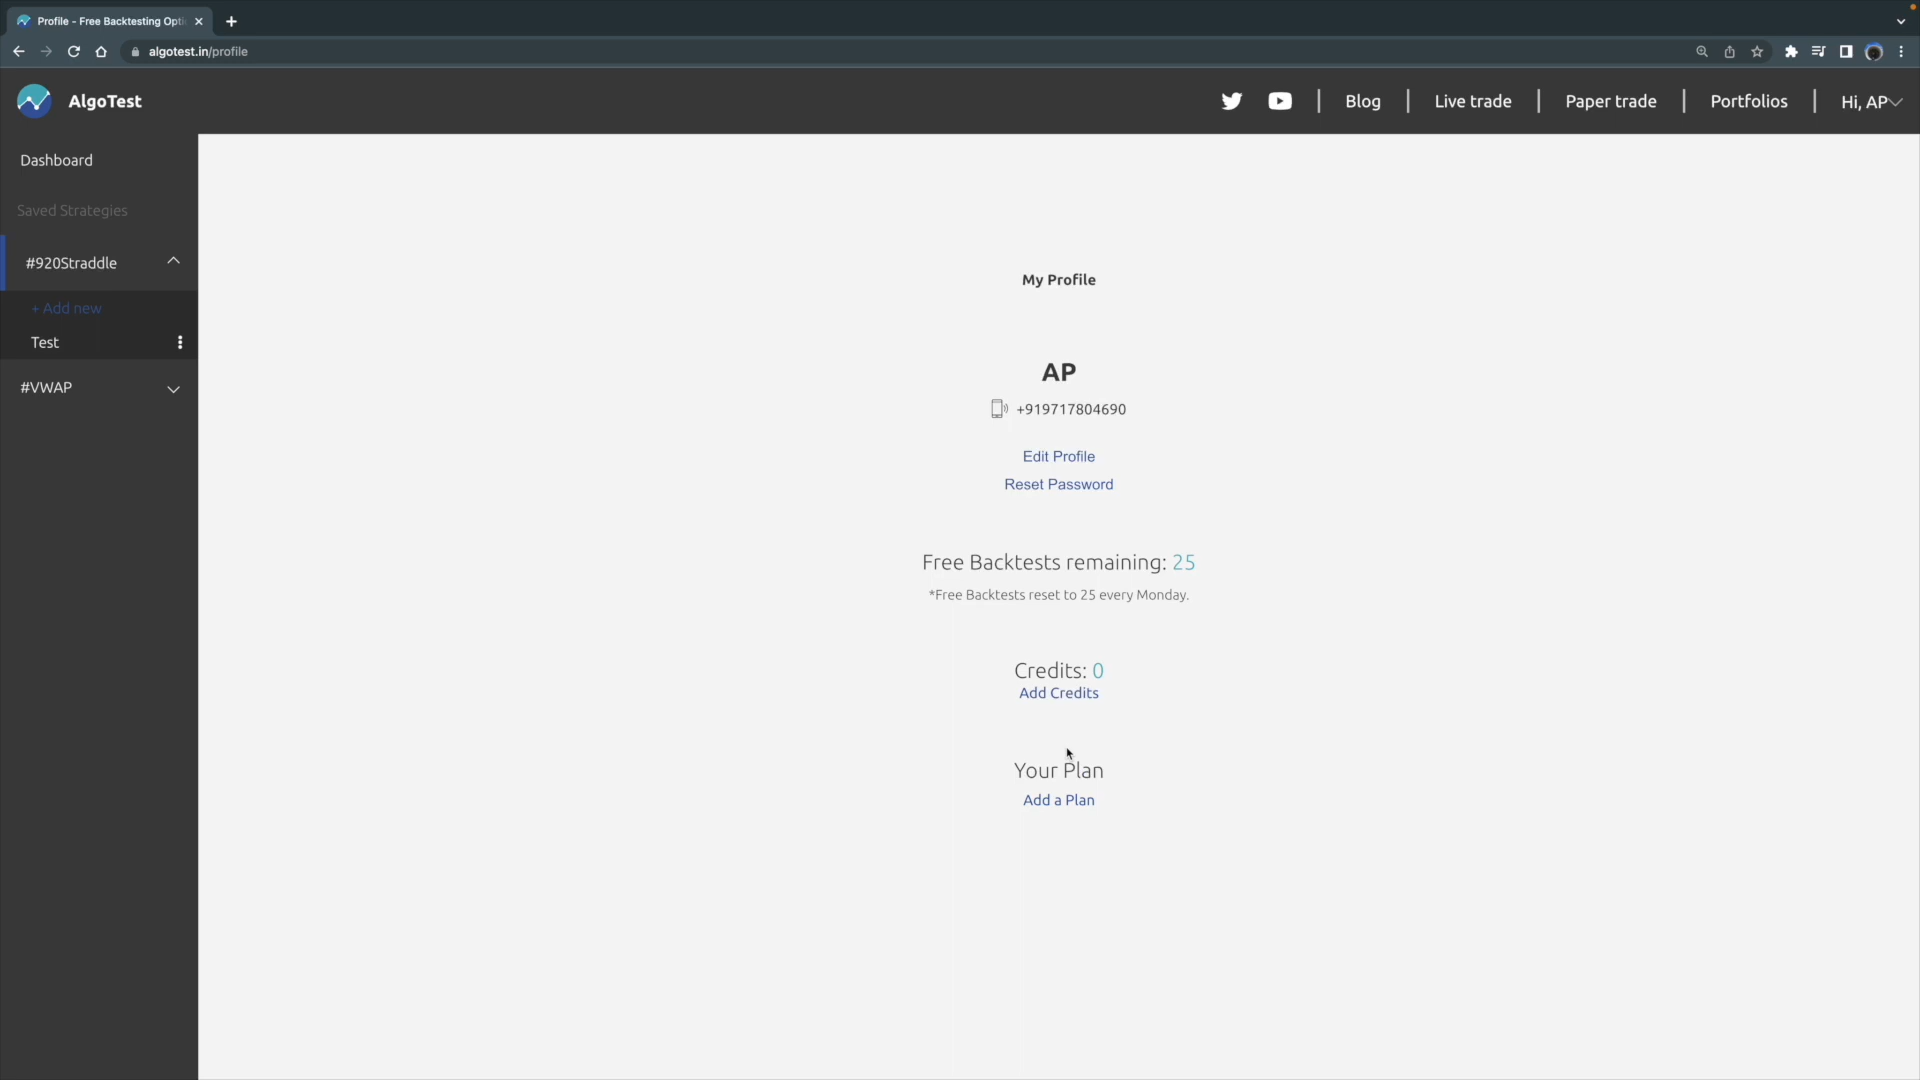 Profile - Free Backtesting Opti
algotest.in/profile
AlgoTest
Blog
Live trade
Paper trade
Portfolios
Hi, AP
Dashboard
Saved Strategies
#920Straddle
+ Add new
Test
#VWAP
My Profile
AP
+919717804690
Edit Profile
Reset Password
Free Backtests remaining: 25
*Free Backtests reset to 25 every Monday.
Credits: 0
Add Credits
Your Plan
Add a Plan